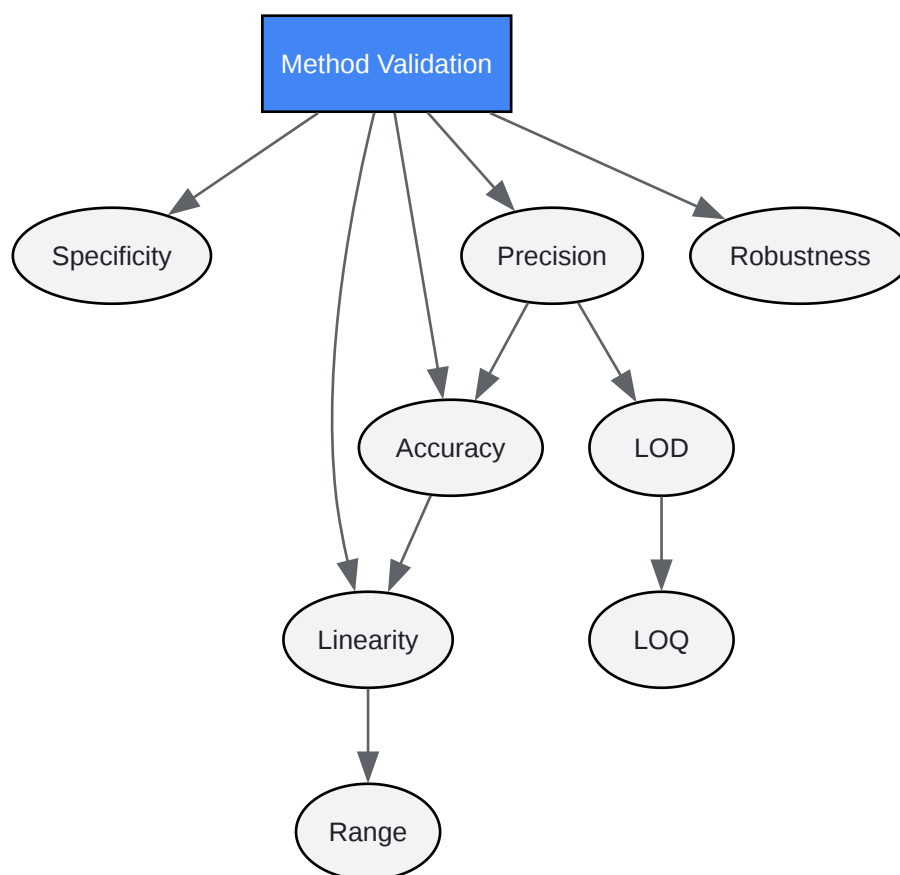 Method Validation
Specificity
Precision
Robustness
Accuracy
LOD
Linearity
LOQ
Range